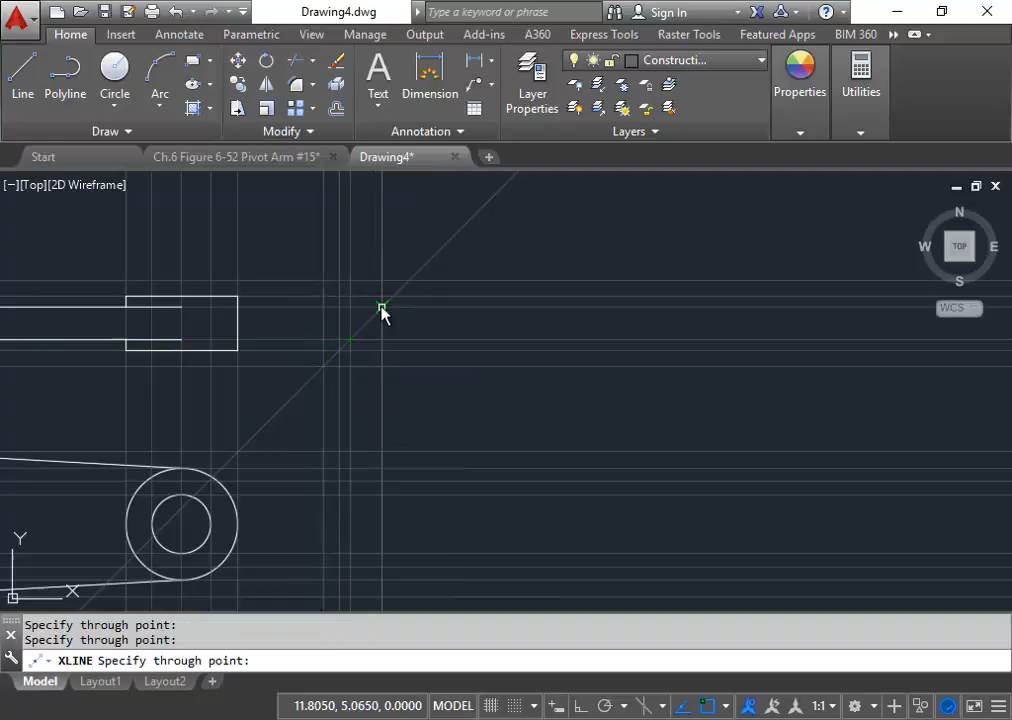 Drawing4.dwg
Type a keyword or phrase
Sign In
Home Insert Annotate Parametric View Manage Output Add-ins A360 Express Tools Raster Tools Featured Apps BIM 360
Line Polyline Circle Arc
Text Dimension
Layer Properties
Constructi...
Properties Utilities
Draw Modify Annotation Layers
Start Ch.6 Figure 6-52 Pivot Arm #15* Drawing4*
[−][Top][2D Wireframe]
N
W TOP E
S
WCS
Y
X
Specify through point:
Specify through point:
XLINE Specify through point:
Model Layout1 Layout2
11.8050, 5.0650, 0.0000 MODEL 1:1